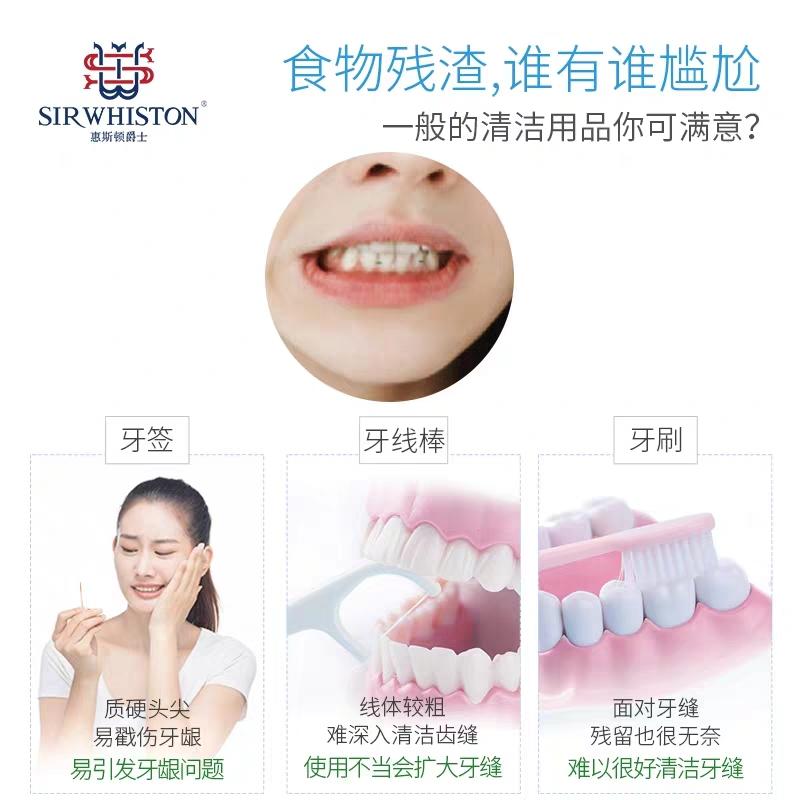 SIRWHISTON®
惠斯顿爵士
食物残渣,谁有谁尴尬
一般的清洁用品你可满意?
牙签
牙线棒
牙刷
质硬头尖
易戳伤牙龈
易引发牙龈问题
线体较粗
难深入清洁齿缝
使用不当会扩大牙缝
面对牙缝
残留也很无奈
难以很好清洁牙缝